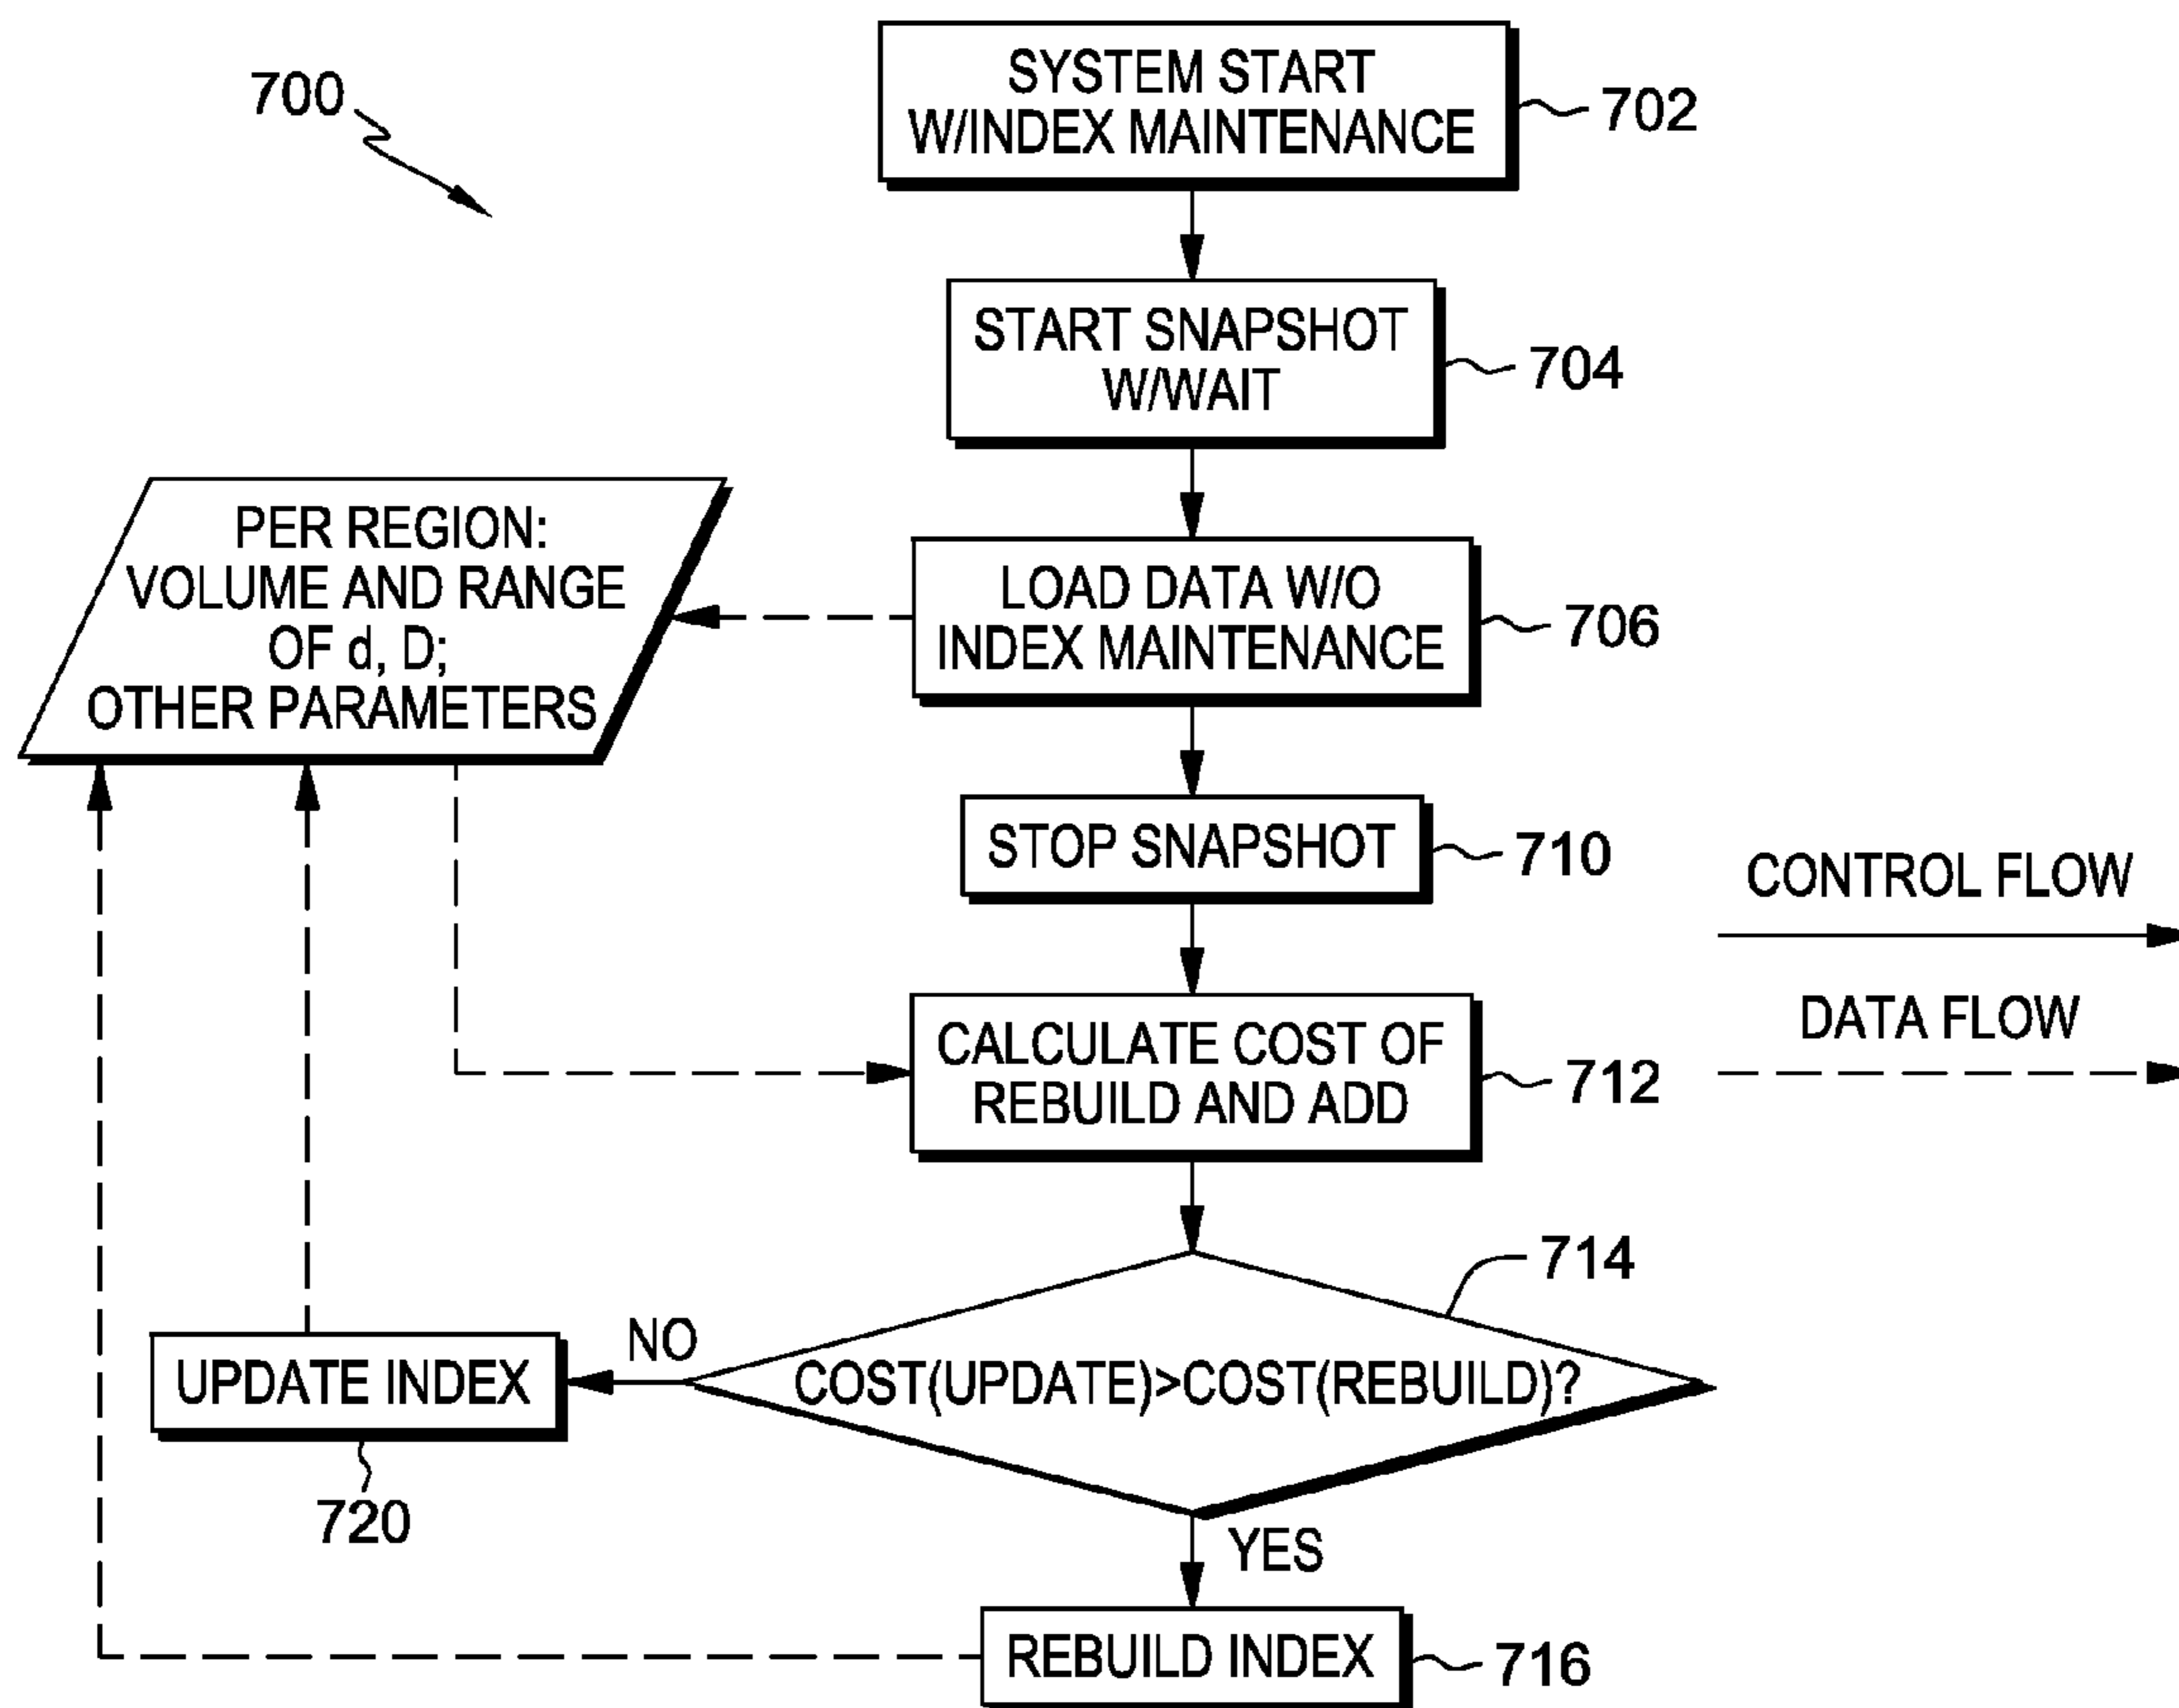 700
SYSTEM START
W/INDEX MAINTENANCE
702
START SNAPSHOT
W/WAIT
704
PER REGION:
VOLUME AND RANGE
OF d, D;
OTHER PARAMETERS
LOAD DATA W/O
INDEX MAINTENANCE
706
STOP SNAPSHOT
710
CONTROL FLOW
DATA FLOW
CALCULATE COST OF
REBUILD AND ADD
712
714
COST(UPDATE)>COST(REBUILD)?
NO
UPDATE INDEX
720
YES
REBUILD INDEX
716